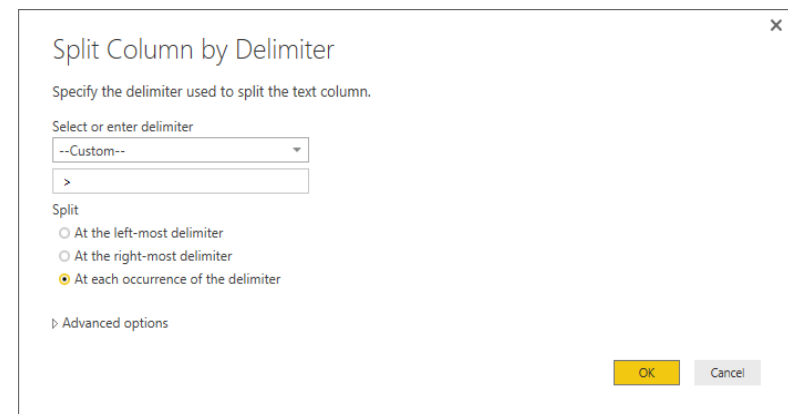 Split Column by Delimiter
Specify the delimiter used to split the text column.
Select or enter delimiter
--Custom--
>
Split
At the left-most delimiter
At the right-most delimiter
At each occurrence of the delimiter
Advanced options
OK Cancel